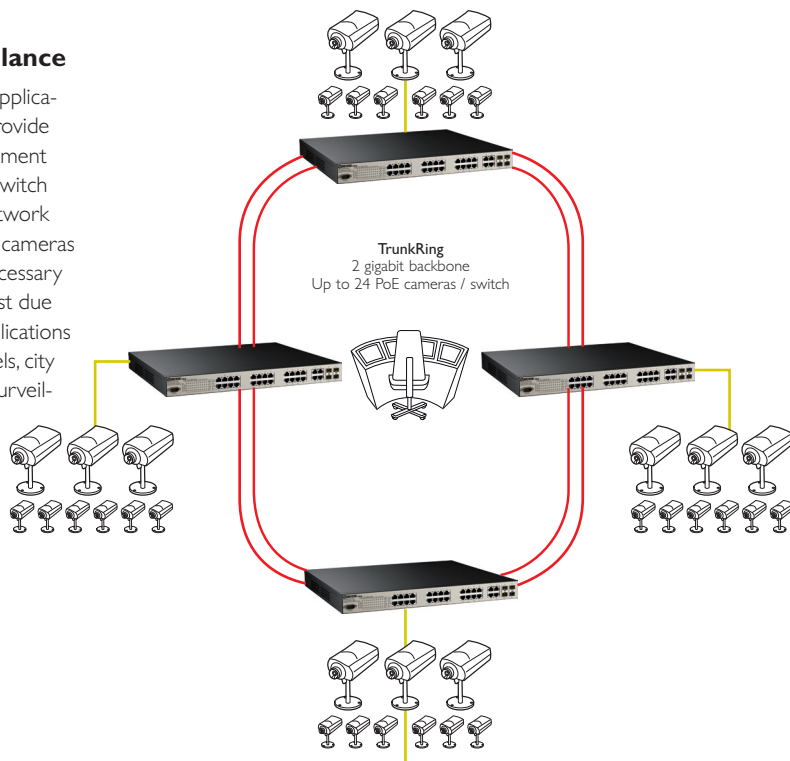 lance
applica-
rovide
ment
witch
twork
cameras
cessary
st due
lications
els, city
urveil-
TrunkRing
2 gigabit backbone
Up to 24 PoE cameras / switch